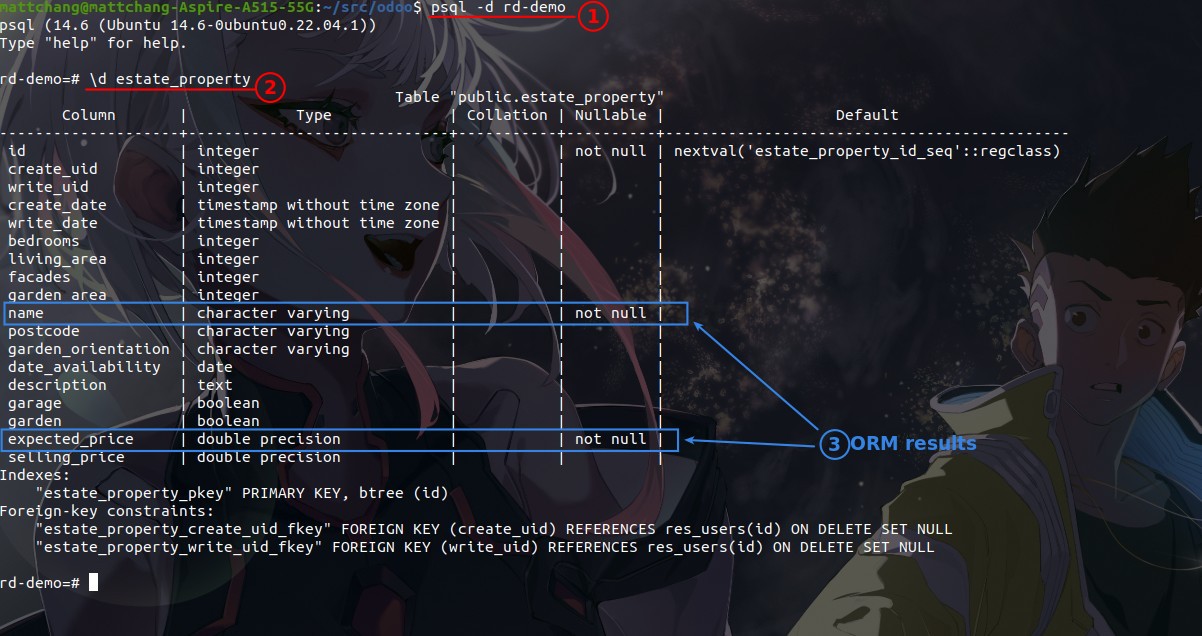 mattchang@mattchang-Aspire-A515-55G:~/src/odoo$ psql -d rd-demo 1
psql (14.6 (Ubuntu 14.6-0ubuntu0.22.04.1))
Type "help" for help.
rd-demo=# \d estate_property 2
Table "public.estate_property"
Column | Type | Collation | Nullable | Default
--------------------+-----------------------------+-----------+----------+---------------------------------------------
id | integer | | not null | nextval('estate_property_id_seq'::regclass)
create_uid | integer | | |
write_uid | integer | | |
create_date | timestamp without time zone | | |
write_date | timestamp without time zone | | |
bedrooms | integer | | |
living_area | integer | | |
facades | integer | | |
garden_area | integer | | |
name | character varying | | not null |
postcode | character varying | | |
garden_orientation | character varying | | |
date_availability | date | | |
description | text | | |
garage | boolean | | |
garden | boolean | | |
expected_price | double precision | | not null |
3 ORM results
selling_price | double precision | | |
Indexes:
"estate_property_pkey" PRIMARY KEY, btree (id)
Foreign-key constraints:
"estate_property_create_uid_fkey" FOREIGN KEY (create_uid) REFERENCES res_users(id) ON DELETE SET NULL
"estate_property_write_uid_fkey" FOREIGN KEY (write_uid) REFERENCES res_users(id) ON DELETE SET NULL
rd-demo=#